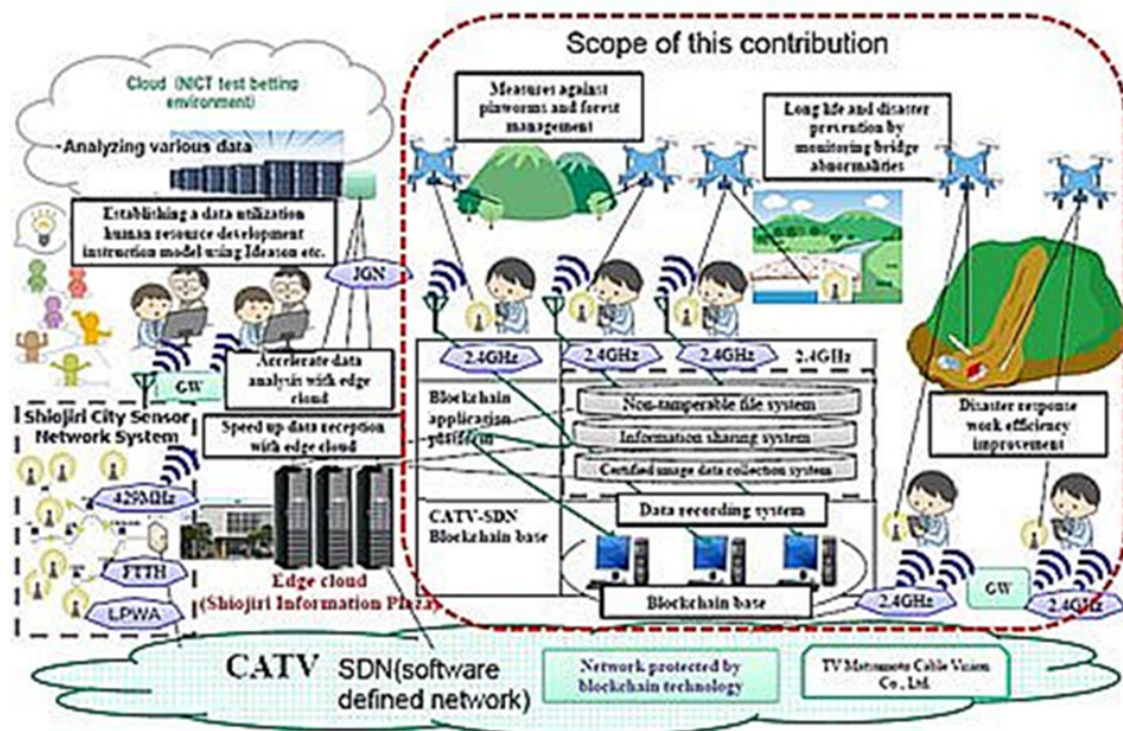 Scope of this contribution
Cloud (NICT test betting
environment)
-Analyzing various data
Establishing a data utilization
human resource development
instruction model using Ideason etc.
JGN
Measures against
pinworms and forest
management
Long life and disaster
prevention by
monitoring bridge
abnormalities
GW
Accelerate data
analysis with edge
cloud
Speed up data reception
with edge cloud
Shiojiri City Sensor
Network System
429MHz
FTTH
LPWA
Edge cloud
(Shiojiri Information Plaza)
2.4GHz
2.4GHz
2.4GHz
2.4GHz
Blockchain
application
platform
Non-tamperable file system
Information sharing system
Certified image data collection system
Data recording system
CATV-SDN
Blockchain base
Blockchain base
Disaster response
work efficiency
improvement
2.4GHz
GW
2.4GHz
CATV SDN(software
defined network)
Network protected by
blockchain technology
TV Matsumoto Cable Vision
Co., Ltd.